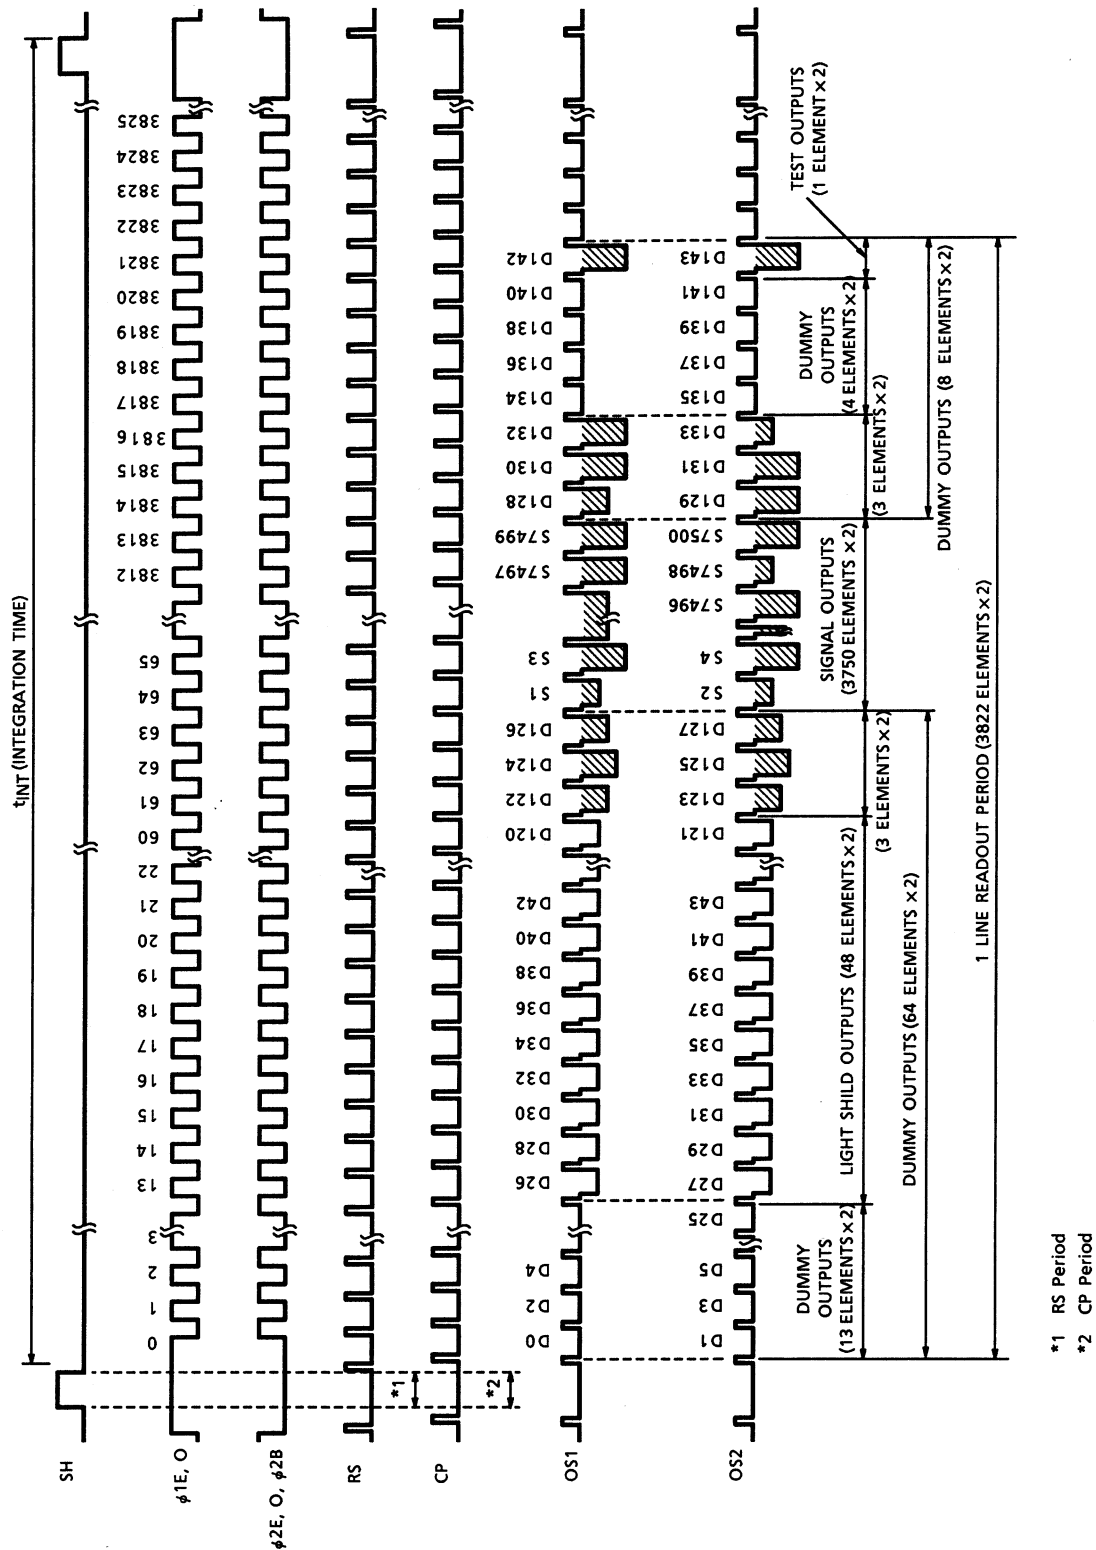 tINT (INTEGRATION TIME)
SH
φ1E, O
0 1 2 3 13 14 15 16 17 18 19 20 21 22 60 61 62 63 64 65 3812 3813 3814 3815 3816 3817 3818 3819 3820 3821 3822 3823 3824 3825
φ2E, O, φ2B
RS
*1
CP
*2
OS1
D0 D2 D4 D26 D28 D30 D32 D34 D36 D38 D40 D42 D120 D122 D124 D126 S1 S3 S7497 S7499 D128 D130 D132 D134 D136 D138 D140 D142
OS2
D1 D3 D5 D25 D27 D29 D31 D33 D35 D37 D39 D41 D43 D121 D123 D125 D127 S2 S4 S7496 S7498 S7500 D129 D131 D133 D135 D137 D139 D141 D143
DUMMY
OUTPUTS
(13 ELEMENTS×2)
LIGHT SHILD OUTPUTS (48 ELEMENTS×2)
(3 ELEMENTS×2)
SIGNAL OUTPUTS
(3750 ELEMENTS ×2)
(3 ELEMENTS×2)
DUMMY
OUTPUTS
(4 ELEMENTS×2)
TEST OUTPUTS
(1 ELEMENT×2)
DUMMY OUTPUTS (64 ELEMENTS ×2)
DUMMY OUTPUTS (8 ELEMENTS×2)
1 LINE READOUT PERIOD (3822 ELEMENTS×2)
*1 RS Period
*2 CP Period